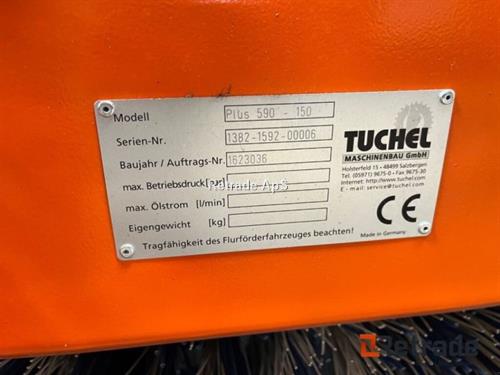 Modell Plus 590 - 150
Serien-Nr. 1382-1592-00006
Baujahr / Auftrags-Nr. 1623036
max. Betriebsdruck [bar]
max. Ölstrom [l/min]
Eigengewicht [kg]
Tragfähigkeit des Flurförderfahrzeuges beachten!
TUCHEL
MASCHINENBAU GmbH
Holsterfeld 15 · 48499 Salzbergen
Tel. (05971) 9675-0 · Fax 9675-30
Internet: http://www.tuchel.com
E - mail: service@tuchel.com
CE
Made in Germany
Retrade ApS
Retrade